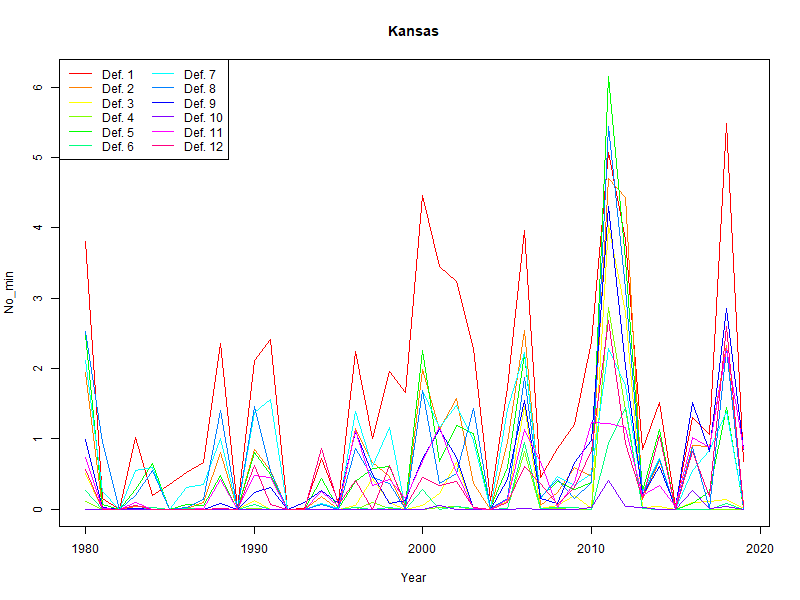 Kansas
Def. 1 Def. 7
Def. 2 Def. 8
Def. 3 Def. 9
Def. 4 Def. 10
Def. 5 Def. 11
Def. 6 Def. 12
No_min
6
5
4
3
2
1
0
1980 1990 2000 2010 2020
Year